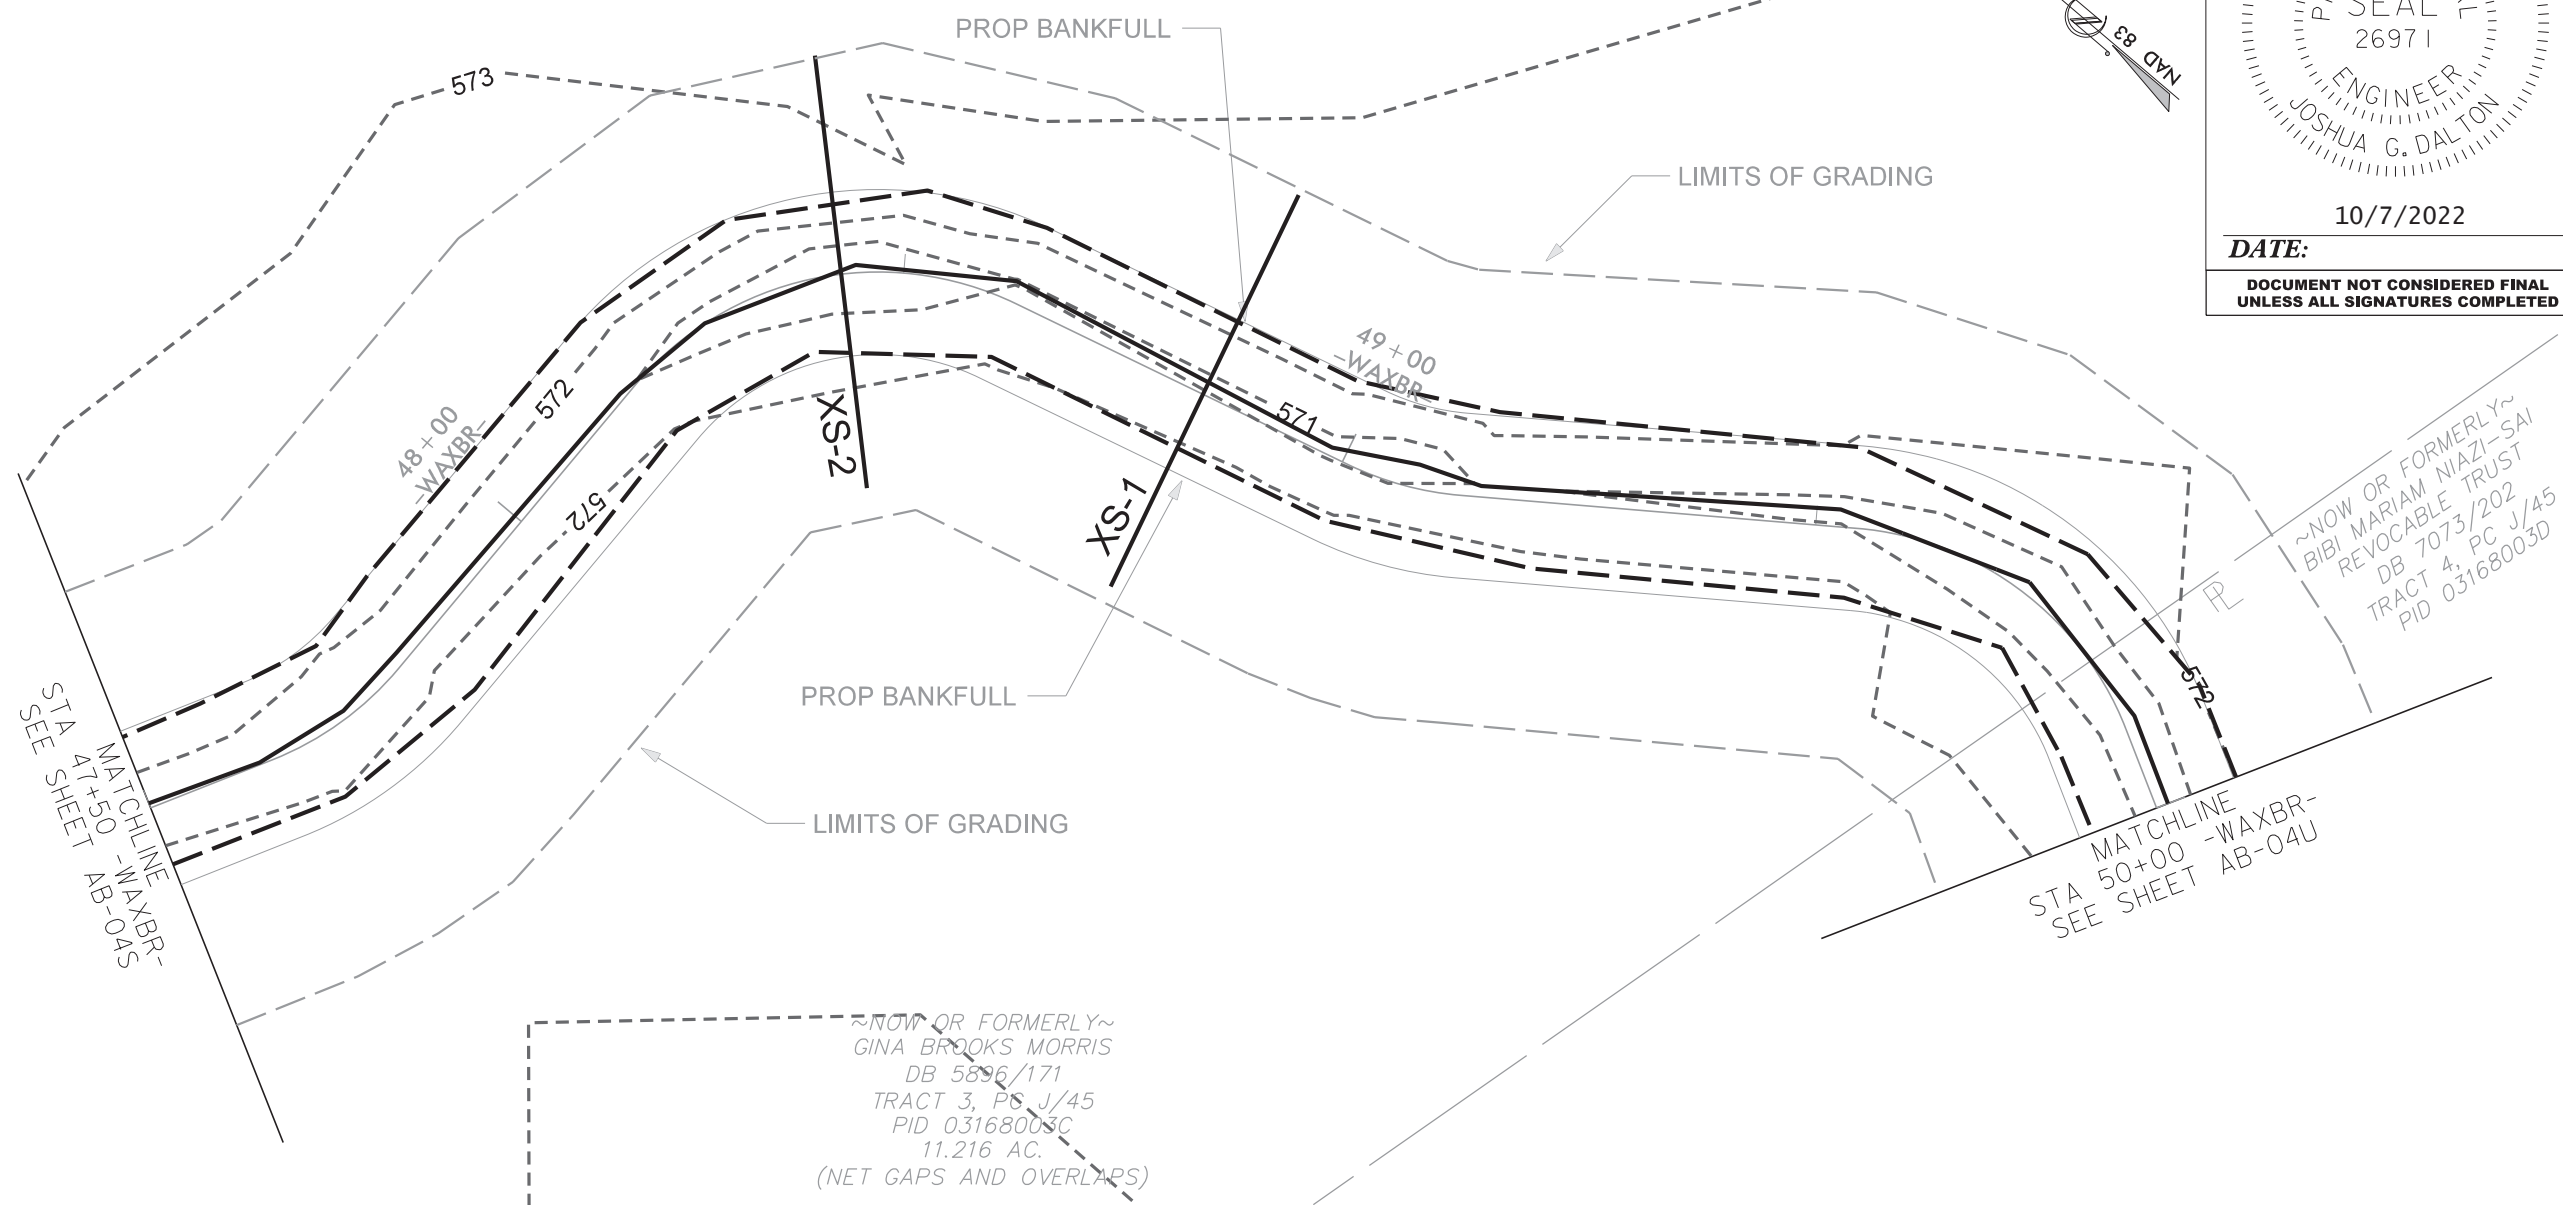 PROP BANKFULL
573
LIMITS OF GRADING
NAD 83
SEAL
26971
ENGINEER
JOSHUA G. DALTON
10/7/2022
DATE:
DOCUMENT NOT CONSIDERED FINAL
UNLESS ALL SIGNATURES COMPLETED
48+00
-WAXBR-
572
572
XS-2
XS-1
49+00
-WAXBR-
571
~NOW OR FORMERLY~
BIBI MARIAM NIAZI-SAI
REVOCABLE TRUST
DB 7073/202
TRACT 4, PC J/45
PID 03168003D
PL
572
PROP BANKFULL
LIMITS OF GRADING
MATCHLINE
STA 47+50 -WAXBR-
SEE SHEET AB-04S
MATCHLINE
STA 50+00 -WAXBR-
SEE SHEET AB-04U
~NOW OR FORMERLY~
GINA BROOKS MORRIS
DB 5896/171
TRACT 3, PC J/45
PID 03168003C
11.216 AC.
(NET GAPS AND OVERLAPS)